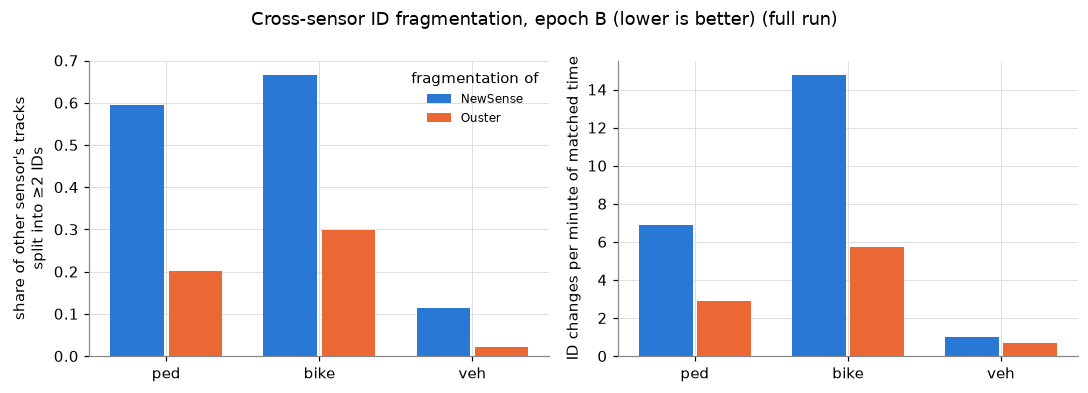 Cross-sensor ID fragmentation, epoch B (lower is better) (full run)
share of other sensor's tracks
split into ≥2 IDs
0.7
0.6
0.5
0.4
0.3
0.2
0.1
0.0
fragmentation of
NewSense
Ouster
ped
bike
veh
ID changes per minute of matched time
14
12
10
8
6
4
2
0
ped
bike
veh